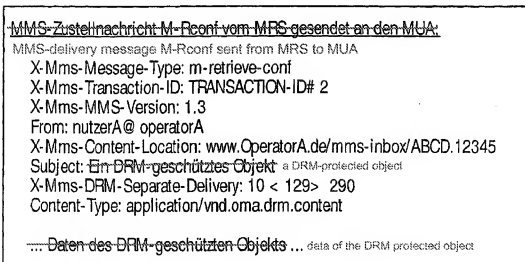 MMS-Zustellnachricht M-Rconf vom MRS gesendet an den MUA:
MMS-delivery message M-Rconf sent from MRS to MUA
X-Mms-Message-Type: m-retrieve-conf
X-Mms-Transaction-ID: TRANSACTION-ID# 2
X-Mms-MMS-Version: 1.3
From: nutzerA@ operatorA
X-Mms-Content-Location: www.OperatorA.de/mms-inbox/ABCD.12345
Subject: Ein DRM-geschütztes Objekt a DRM-protected object
X-Mms-DRM-Separate-Delivery: 10 < 129> 290
Content-Type: application/vnd.oma.drm.content
... Daten des DRM-geschützten Objekts ... data of the DRM protected object